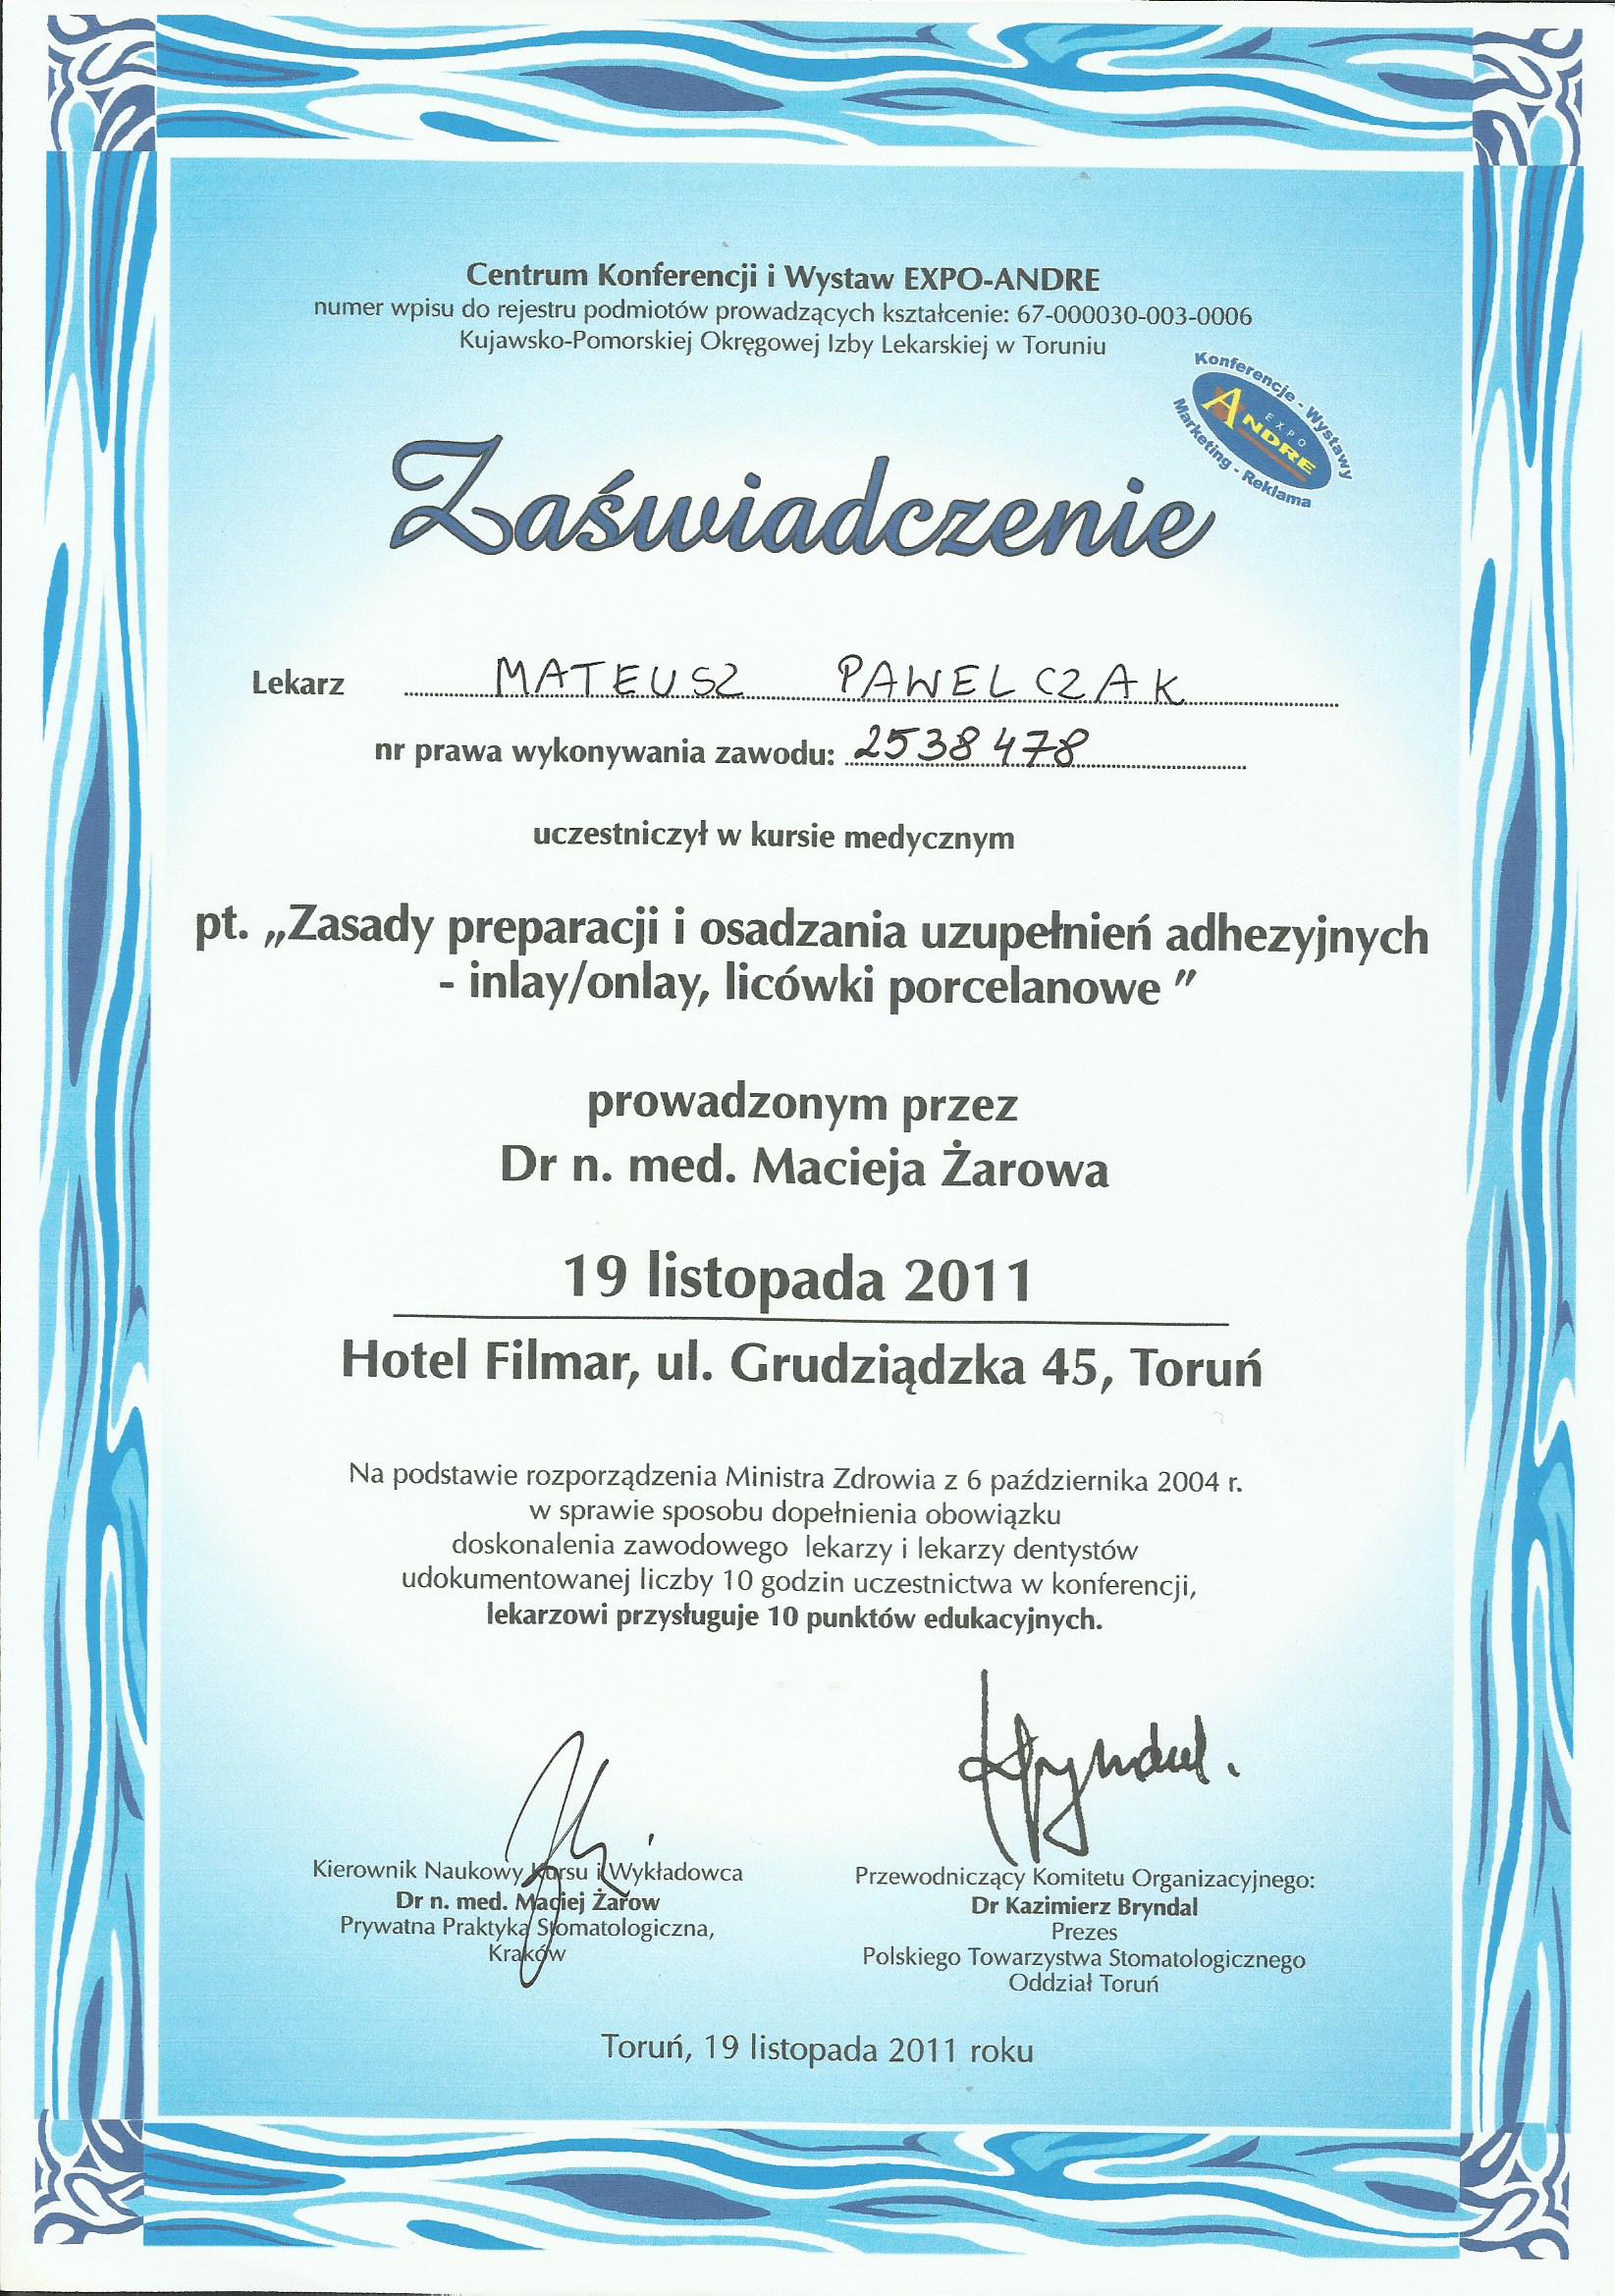 Centrum Konferencji i Wystaw EXPO-ANDRE
numer wpisu do rejestru podmiotów prowadzących kształcenie: 67-000030-003-0006
Kujawsko-Pomorskiej Okręgowej Izby Lekarskiej w Toruniu
Konferencje - Wystawy
EXPO
ANDRE
Marketing - Reklama
Zaświadczenie
Lekarz MATEUSZ PAWELCZAK
nr prawa wykonywania zawodu: 2538478
uczestniczył w kursie medycznym
pt. „Zasady preparacji i osadzania uzupełnień adhezyjnych
- inlay/onlay, licówki porcelanowe ”
prowadzonym przez
Dr n. med. Macieja Żarowa
19 listopada 2011
Hotel Filmar, ul. Grudziądzka 45, Toruń
Na podstawie rozporządzenia Ministra Zdrowia z 6 października 2004 r.
w sprawie sposobu dopełnienia obowiązku
doskonalenia zawodowego lekarzy i lekarzy dentystów
udokumentowanej liczby 10 godzin uczestnictwa w konferencji,
lekarzowi przysługuje 10 punktów edukacyjnych.
Kierownik Naukowy Kursu i Wykładowca
Dr n. med. Maciej Żarow
Prywatna Praktyka Stomatologiczna,
Kraków
Przewodniczący Komitetu Organizacyjnego:
Dr Kazimierz Bryndal
Prezes
Polskiego Towarzystwa Stomatologicznego
Oddział Toruń
Toruń, 19 listopada 2011 roku